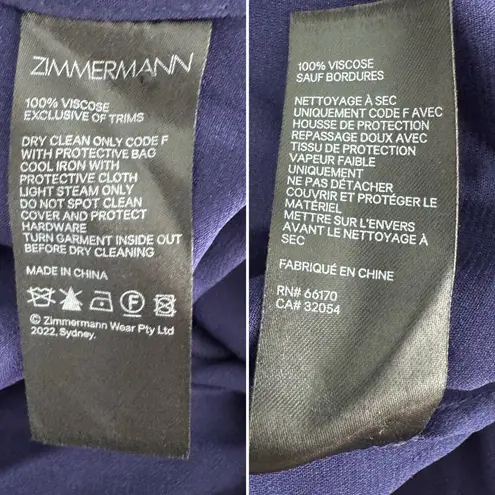 ZIMMERMANN
100% VISCOSE
EXCLUSIVE OF TRIMS
DRY CLEAN ONLY CODE F
WITH PROTECTIVE BAG
COOL IRON WITH
PROTECTIVE CLOTH
LIGHT STEAM ONLY
DO NOT SPOT CLEAN
COVER AND PROTECT
HARDWARE
TURN GARMENT INSIDE OUT
BEFORE DRY CLEANING
MADE IN CHINA
F
© Zimmermann Wear Pty Ltd
2022, Sydney.
100% VISCOSE
SAUF BORDURES
NETTOYAGE À SEC
UNIQUEMENT CODE F AVEC
HOUSSE DE PROTECTION
REPASSAGE DOUX AVEC
TISSU DE PROTECTION
VAPEUR FAIBLE
UNIQUEMENT
NE PAS DÉTACHER
COUVRIR ET PROTÉGER LE
MATÉRIEL
METTRE SUR L'ENVERS
AVANT LE NETTOYAGE À
SEC
FABRIQUÉ EN CHINE
RN# 66170
CA# 32054